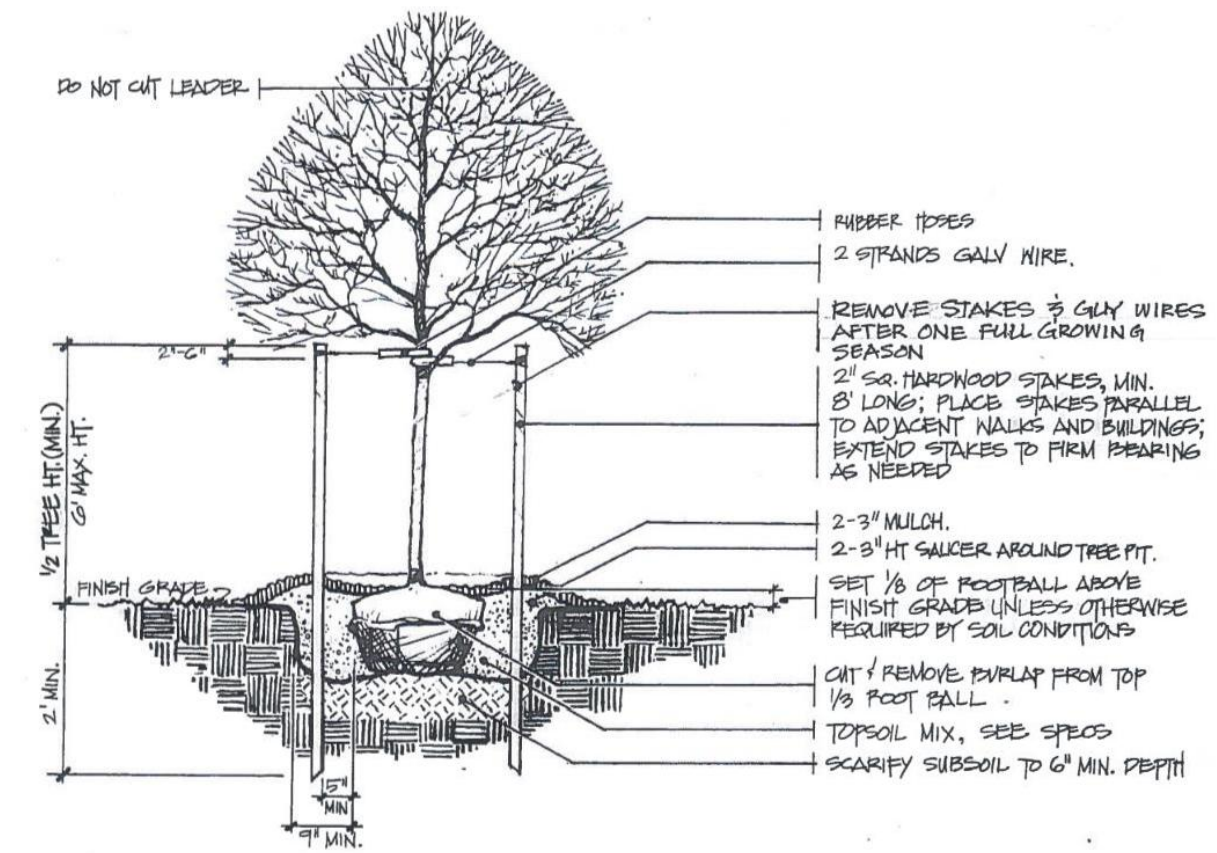 DO NOT CUT LEADER
RUBBER HOSES
2 STRANDS GALV WIRE.
REMOVE STAKES & GUY WIRES
AFTER ONE FULL GROWING
SEASON
2"-6"
2" SQ. HARDWOOD STAKES, MIN.
8' LONG; PLACE STAKES PARALLEL
TO ADJACENT WALKS AND BUILDINGS;
EXTEND STAKES TO FIRM BEARING
AS NEEDED
1/2 TREE HT. (MIN.)
6' MAX. HT.
2-3" MULCH.
2-3" HT SAUCER AROUND TREE PIT.
FINISH GRADE
SET 1/8 OF ROOTBALL ABOVE
FINISH GRADE UNLESS OTHERWISE
REQUIRED BY SOIL CONDITIONS
2' MIN.
CUT & REMOVE BURLAP FROM TOP
1/3 ROOT BALL.
TOPSOIL MIX, SEE SPECS
SCARIFY SUBSOIL TO 6" MIN. DEPTH
5"
MIN
9" MIN.